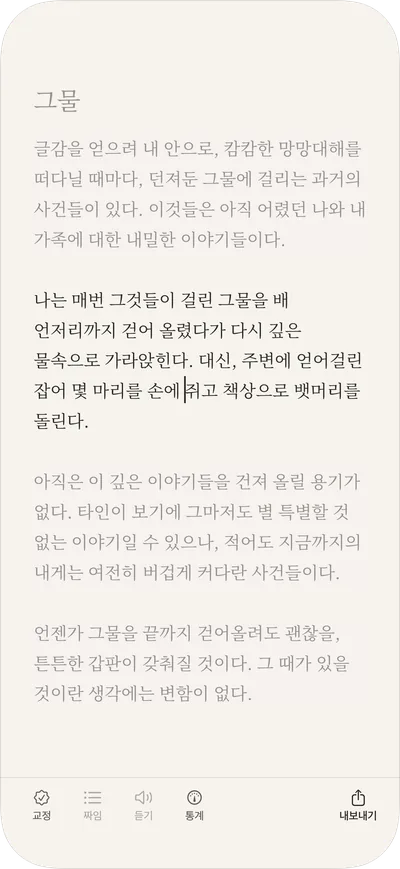 그물
글감을 얻으려 내 안으로, 캄캄한 망망대해를
떠다닐 때마다, 던져둔 그물에 걸리는 과거의
사건들이 있다. 이것들은 아직 어렸던 나와 내
가족에 대한 내밀한 이야기들이다.
나는 매번 그것들이 걸린 그물을 배
언저리까지 걷어 올렸다가 다시 깊은
물속으로 가라앉힌다. 대신, 주변에 얻어걸린
잡어 몇 마리를 손에 쥐고 책상으로 뱃머리를
돌린다.
아직은 이 깊은 이야기들을 건져 올릴 용기가
없다. 타인이 보기에 그마저도 별 특별할 것
없는 이야기일 수 있으나, 적어도 지금까지의
내게는 여전히 버겁게 커다란 사건들이다.
언젠가 그물을 끝까지 걷어올려도 괜찮을,
튼튼한 갑판이 갖춰질 것이다. 그 때가 있을
것이란 생각에는 변함이 없다.
교정 짜임 듣기 통계 내보내기